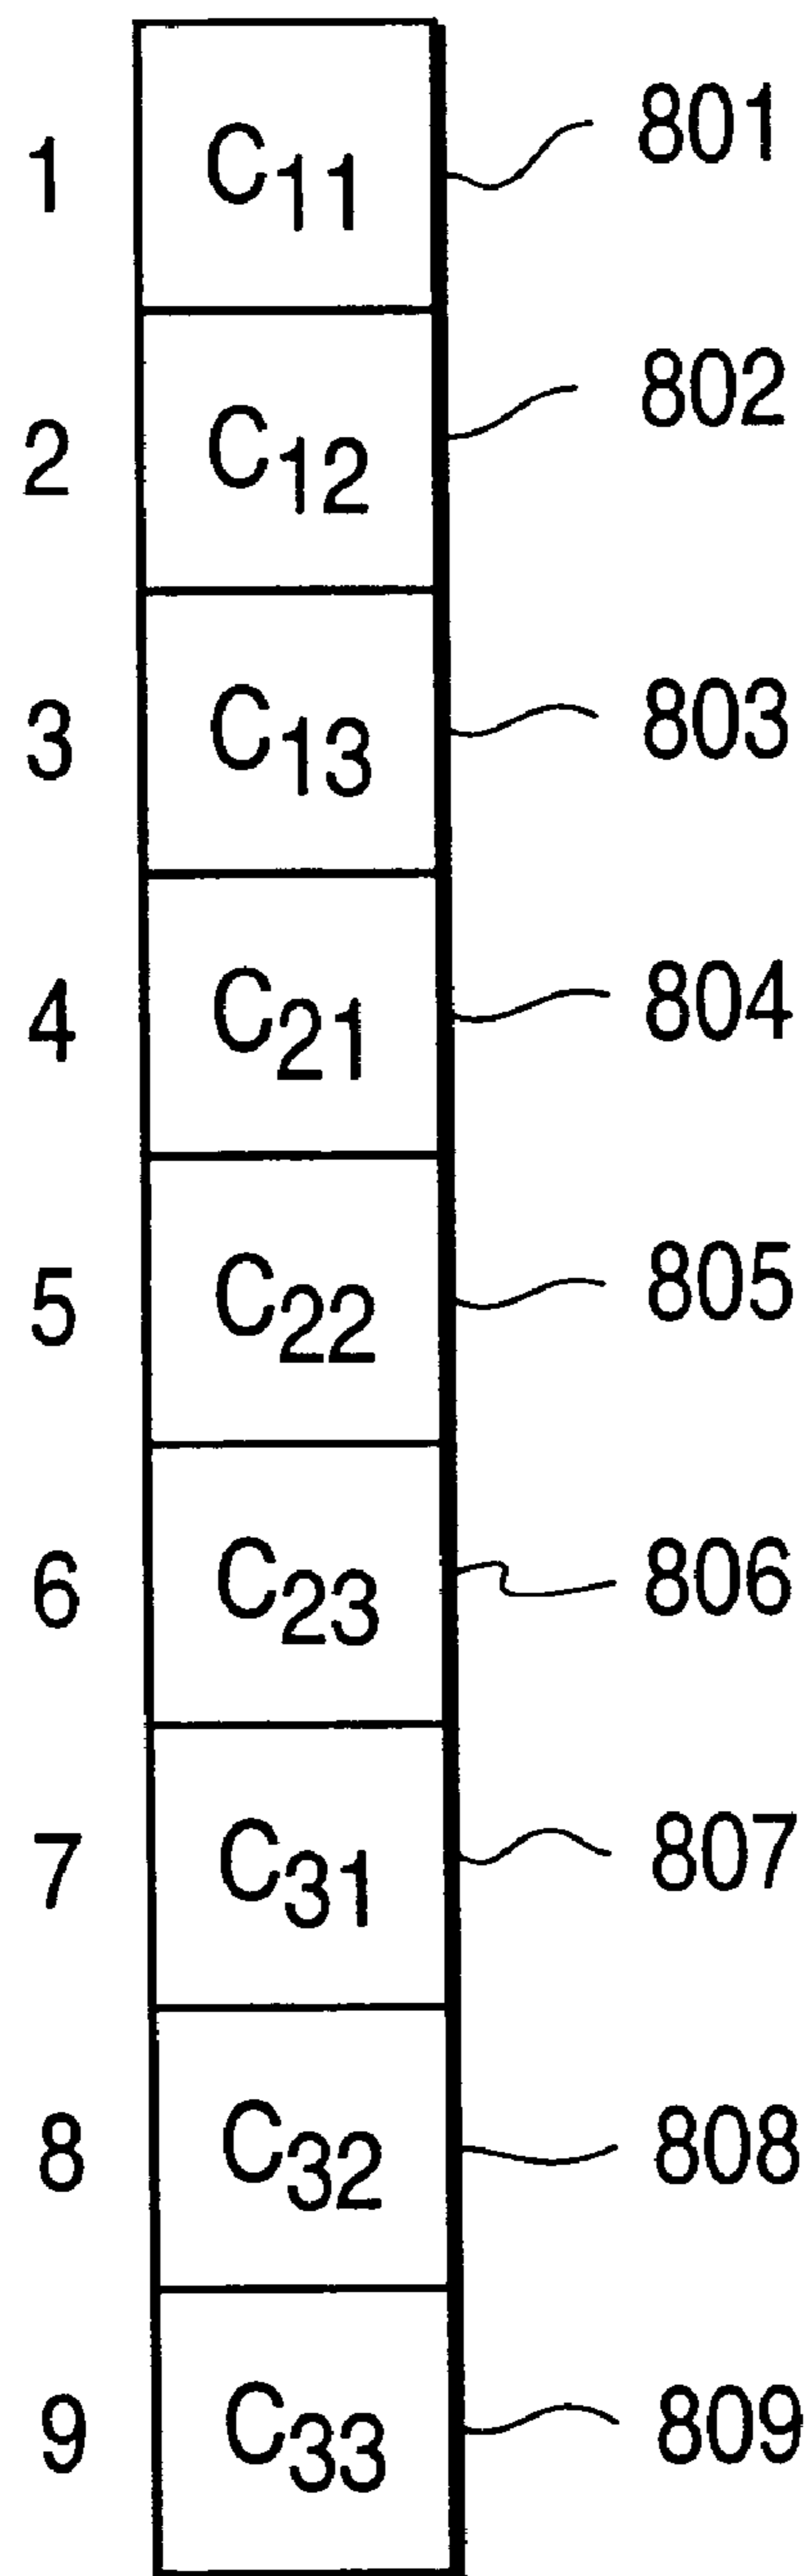 1 C₁₁ 801
2 C₁₂ 802
3 C₁₃ 803
4 C₂₁ 804
5 C₂₂ 805
6 C₂₃ 806
7 C₃₁ 807
8 C₃₂ 808
9 C₃₃ 809